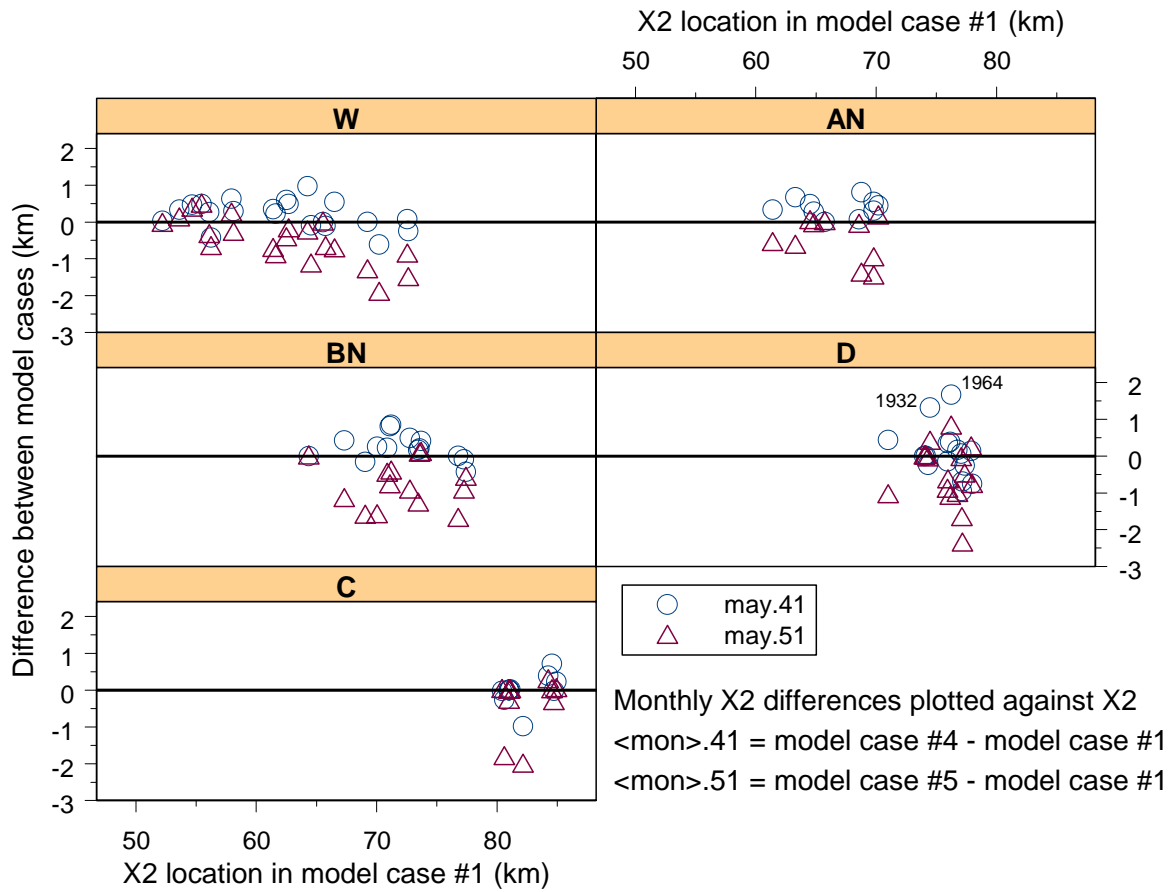 X2 location in model case #1 (km)
50 60 70 80
W AN
2
1
0
-1
-2
-3
BN D
1932 1964
2
1
0
-1
-2
-3
C
2
1
0
-1
-2
-3
may.41
may.51
Monthly X2 differences plotted against X2
<mon>.41 = model case #4 - model case #1
<mon>.51 = model case #5 - model case #1
50 60 70 80
X2 location in model case #1 (km)
Difference between model cases (km)